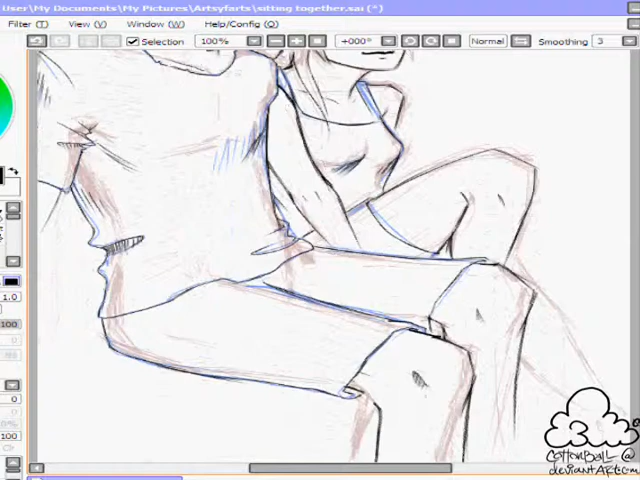 User\My Documents\My Pictures\Artsyfarts\sitting together.sai (*)
Filter (T) View (V) Window (W) Help/Config (O)
Selection 100% +000° Normal Smoothing 3
1.0
100
0
100
CottonBall@
deviantART.com